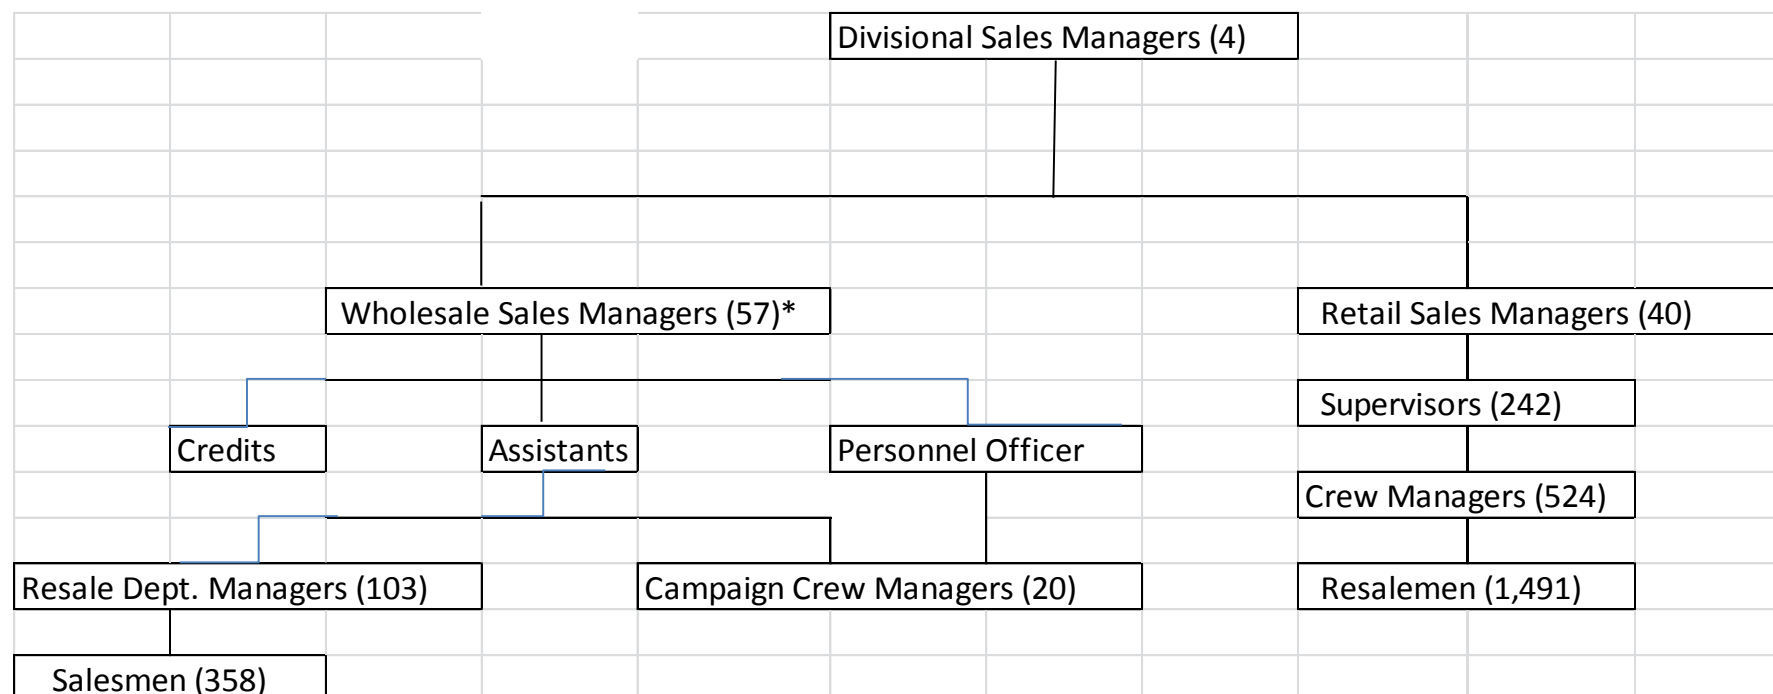 Divisional Sales Managers (4)
Wholesale Sales Managers (57)*
Retail Sales Managers (40)
Supervisors (242)
Credits
Assistants
Personnel Officer
Crew Managers (524)
Resale Dept. Managers (103)
Campaign Crew Managers (20)
Resalemen (1,491)
Salesmen (358)